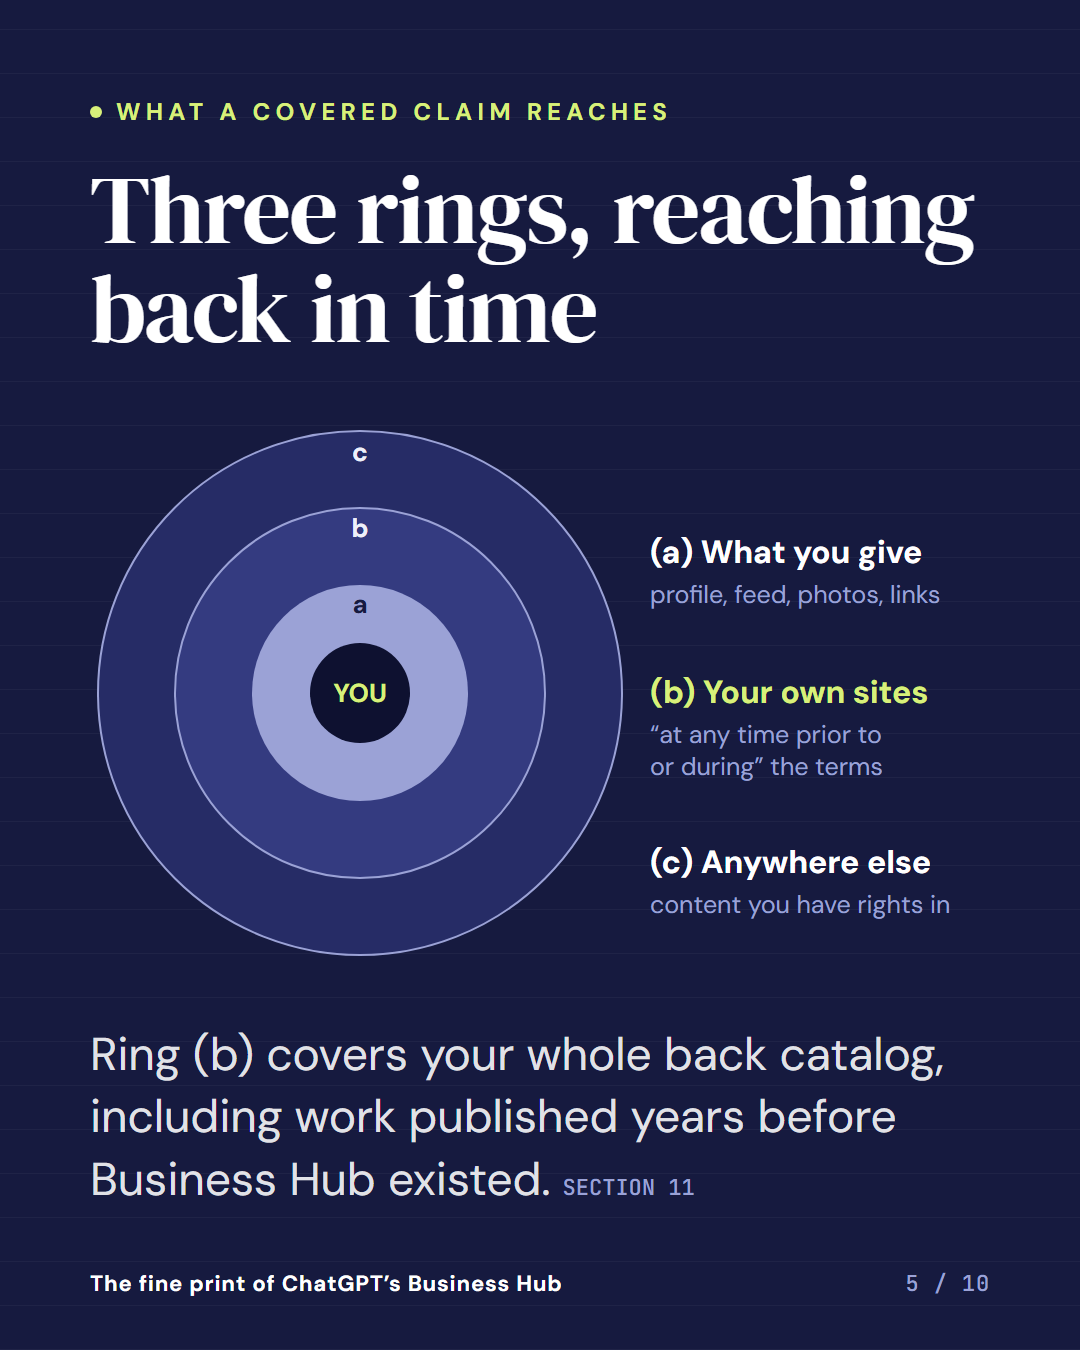 WHAT A COVERED CLAIM REACHES
Three rings, reaching
back in time
c
b
a
YOU
(a) What you give
profile, feed, photos, links
(b) Your own sites
“at any time prior to
or during” the terms
(c) Anywhere else
content you have rights in
Ring (b) covers your whole back catalog,
including work published years before
Business Hub existed. SECTION 11
The fine print of ChatGPT’s Business Hub
5 / 10